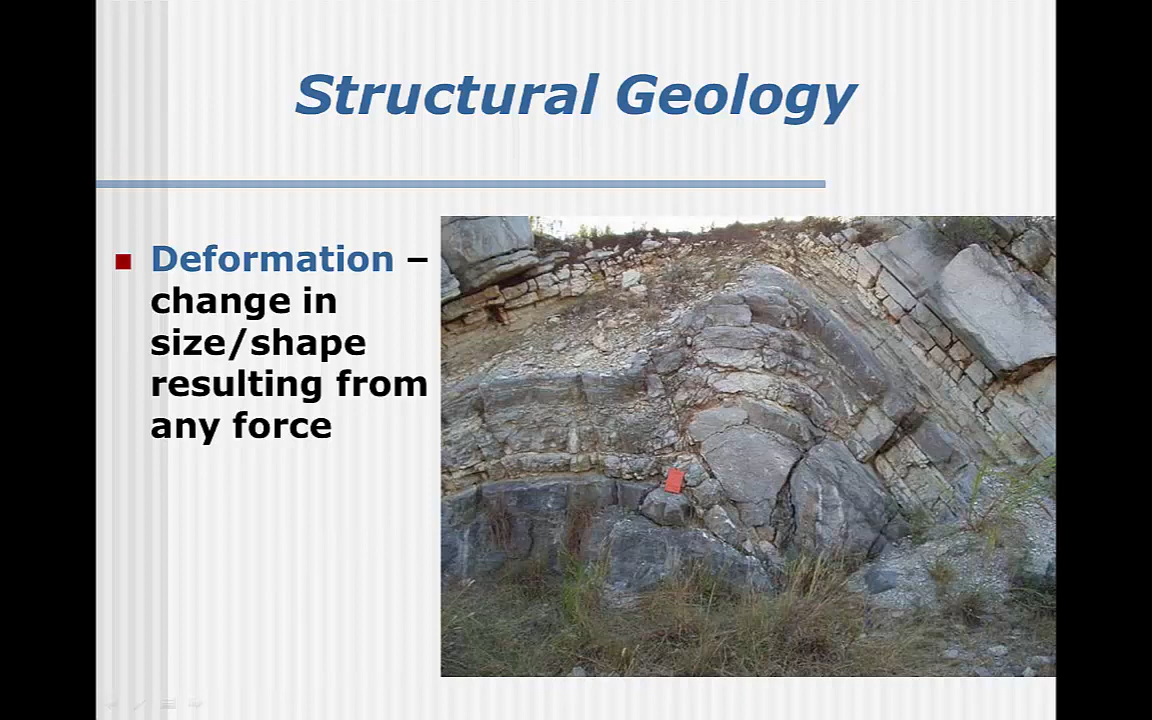 Structural Geology
Deformation –
change in
size/shape
resulting from
any force